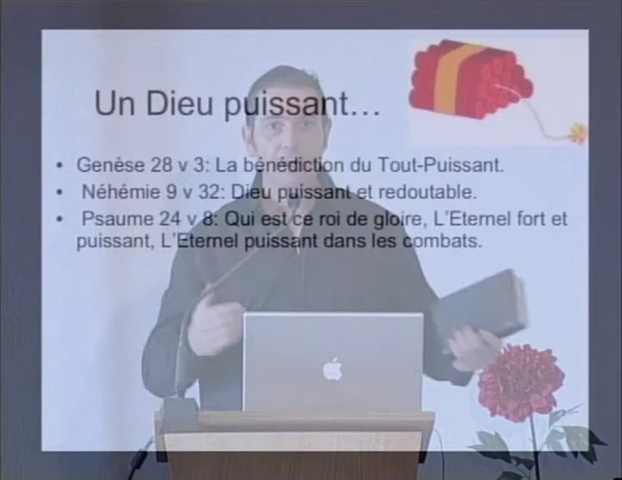 Un Dieu puissant…
• Genèse 28 v 3: La bénédiction du Tout-Puissant.
• Néhémie 9 v 32: Dieu puissant et redoutable.
• Psaume 24 v 8: Qui est ce roi de gloire, L'Eternel fort et
puissant, L'Eternel puissant dans les combats.